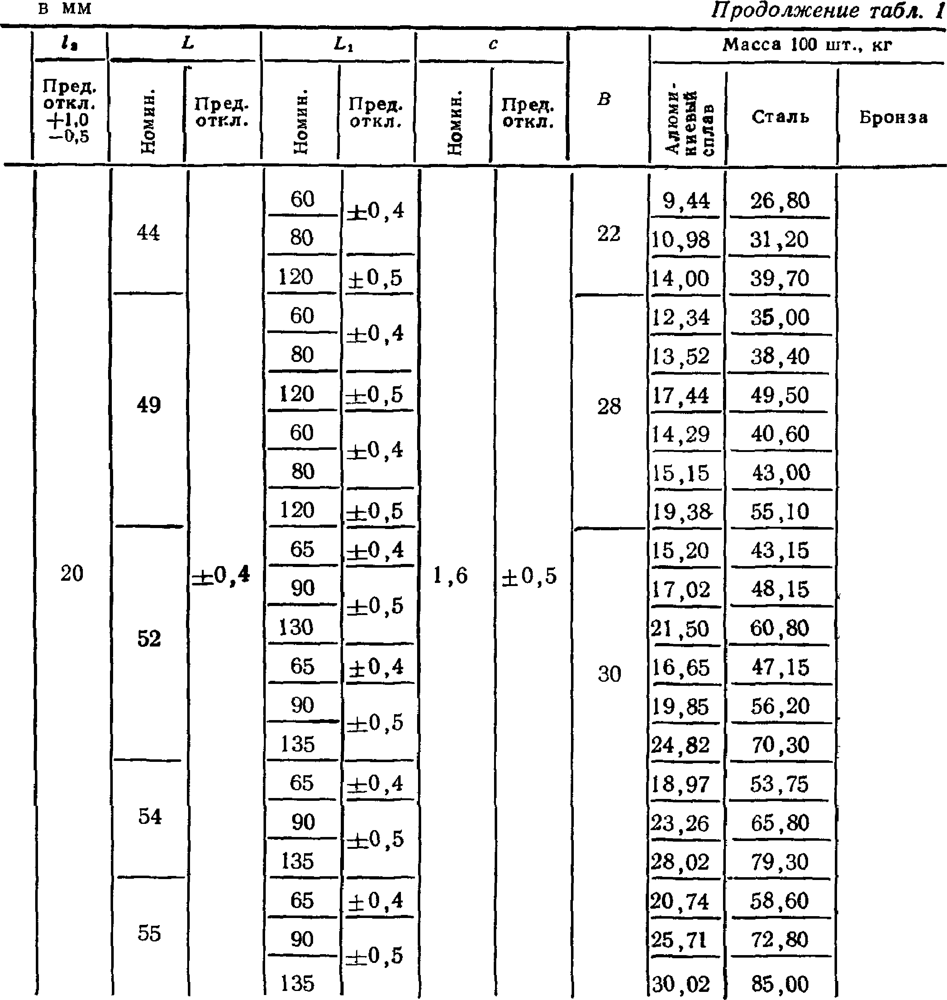 в мм Продолжение табл. 1
l₂ L L₁ c B Масса 100 шт., кг
Пред. откл. +1,0 −0,5 Номин. Пред. откл. Номин. Пред. откл. Номин. Пред. откл. Алюми-ниевый сплав Сталь Бронза
60 ±0,4 9,44 26,80
44 80 22 10,98 31,20
120 ±0,5 14,00 39,70
60 ±0,4 12,34 35,00
80 13,52 38,40
49 120 ±0,5 28 17,44 49,50
60 ±0,4 14,29 40,60
80 15,15 43,00
120 ±0,5 19,38 55,10
65 ±0,4 15,20 43,15
20 ±0,4 90 ±0,5 1,6 ±0,5 17,02 48,15
52 130 21,50 60,80
65 ±0,4 30 16,65 47,15
90 ±0,5 19,85 56,20
135 24,82 70,30
65 ±0,4 18,97 53,75
54 90 ±0,5 23,26 65,80
135 28,02 79,30
65 ±0,4 20,74 58,60
55 90 ±0,5 25,71 72,80
135 30,02 85,00